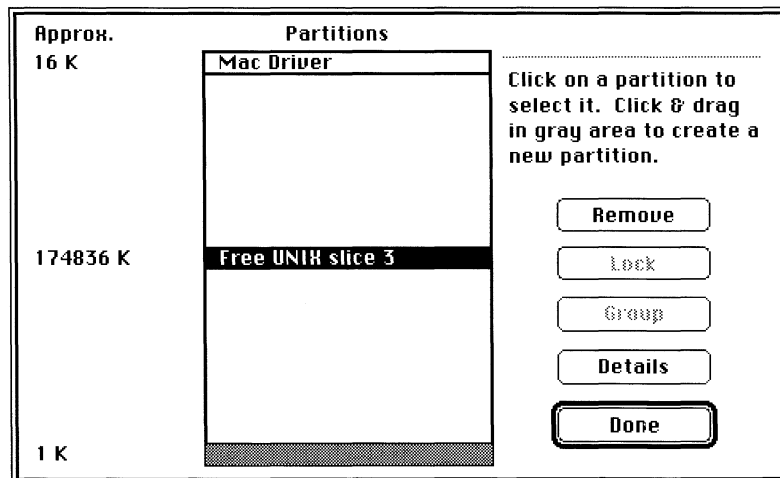 Approx. Partitions
16 K Mac Driver
Click on a partition to
select it. Click & drag
in gray area to create a
new partition.
Remove
174836 K Free UNIX slice 3
Lock
Group
Details
Done
1 K